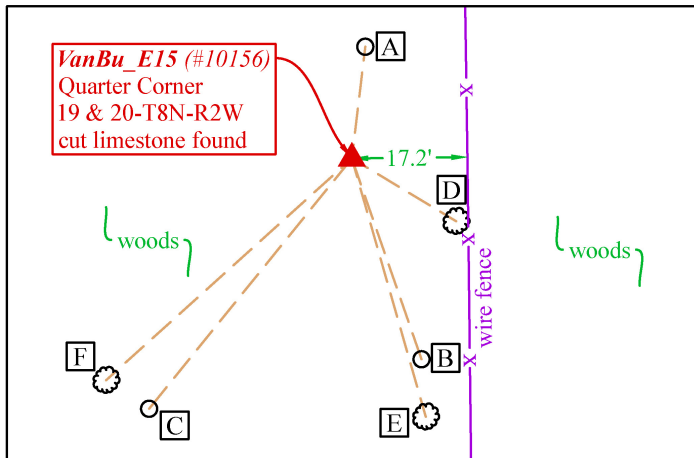 VanBu_E15 (#10156)
Quarter Corner
19 & 20-T8N-R2W
cut limestone found
A
X
17.2'
D
woods
X
woods
wire fence
X
B
F
C
E